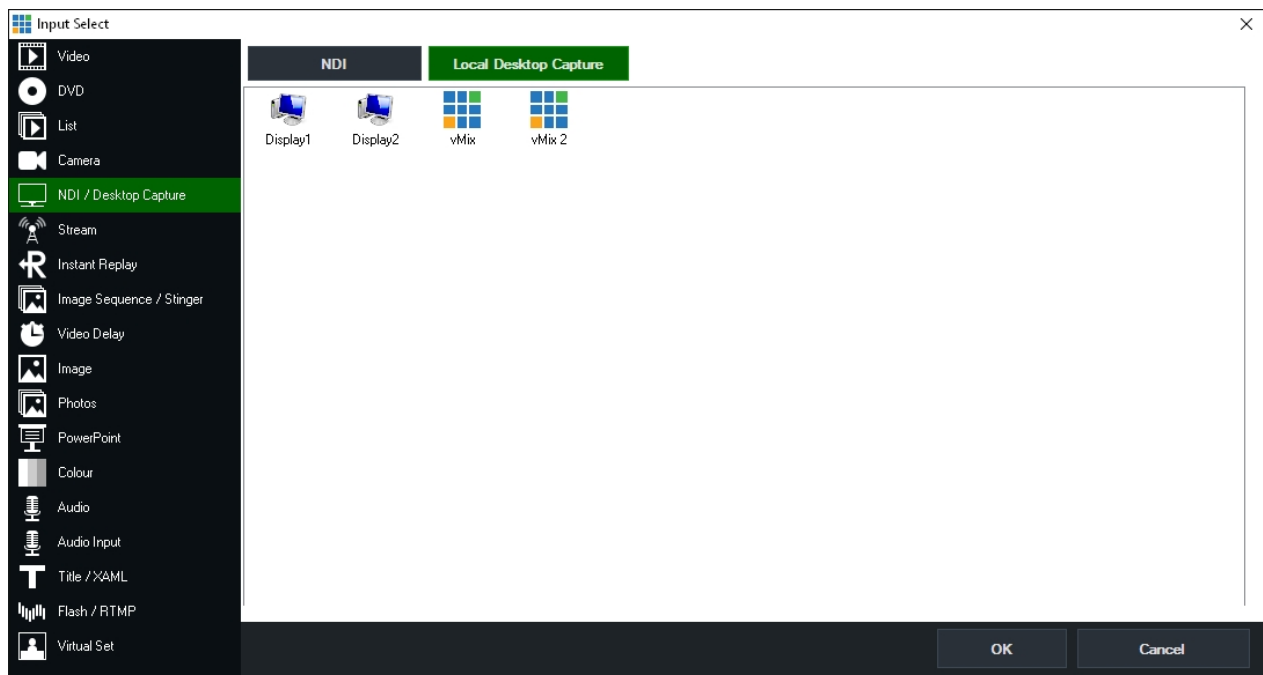 Input Select
Video
DVD
List
Camera
NDI / Desktop Capture
Stream
Instant Replay
Image Sequence / Stinger
Video Delay
Image
Photos
PowerPoint
Colour
Audio
Audio Input
Title / XAML
Flash / RTMP
Virtual Set
NDI Local Desktop Capture
Display1 Display2 vMix vMix 2
OK Cancel